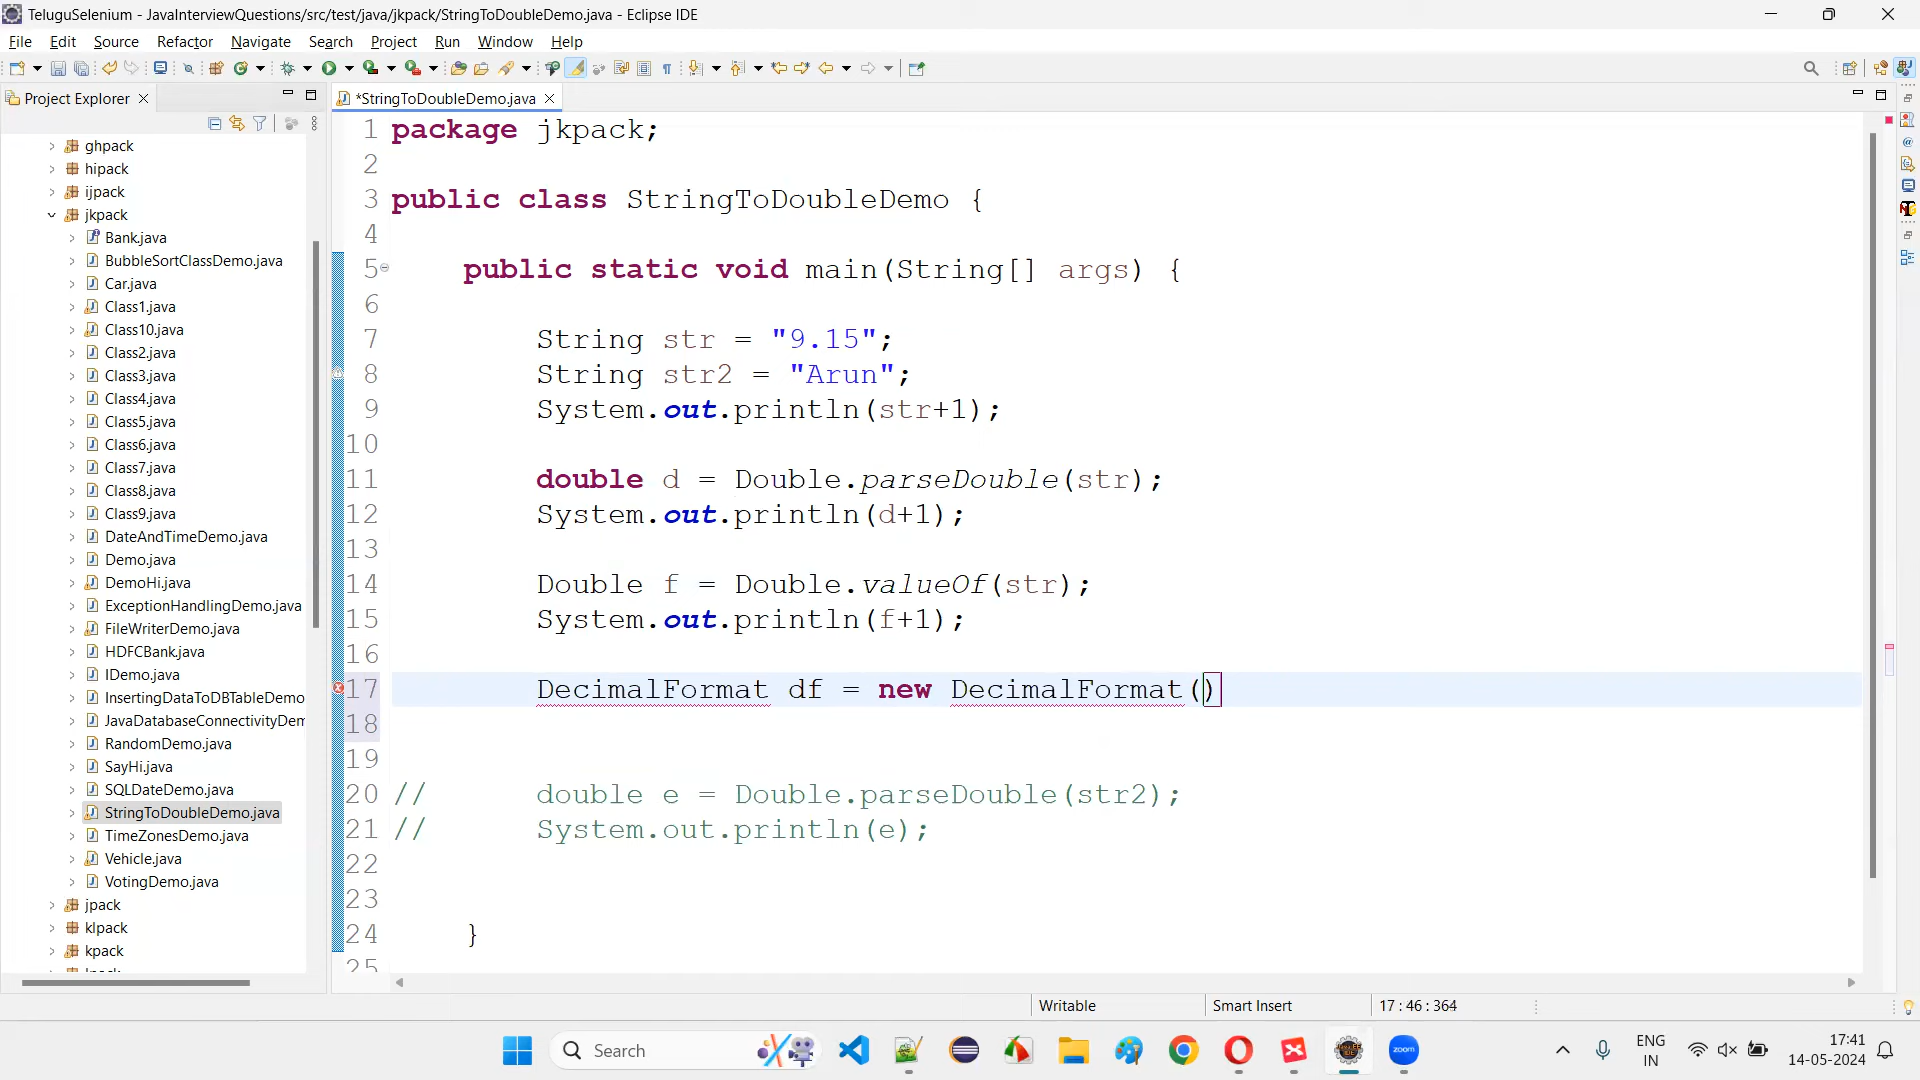 TeluguSelenium - JavaInterviewQuestions/src/test/java/jkpack/StringToDoubleDemo.java - Eclipse IDE
File Edit Source Refactor Navigate Search Project Run Window Help
Project Explorer
*StringToDoubleDemo.java
ghpack
hipack
ijpack
jkpack
Bank.java
BubbleSortClassDemo.java
Car.java
Class1.java
Class10.java
Class2.java
Class3.java
Class4.java
Class5.java
Class6.java
Class7.java
Class8.java
Class9.java
DateAndTimeDemo.java
Demo.java
DemoHi.java
ExceptionHandlingDemo.java
FileWriterDemo.java
HDFCBank.java
IDemo.java
InsertingDataToDBTableDemo
JavaDatabaseConnectivityDem
RandomDemo.java
SayHi.java
SQLDateDemo.java
StringToDoubleDemo.java
TimeZonesDemo.java
Vehicle.java
VotingDemo.java
jpack
klpack
kpack
1 package jkpack;
2
3 public class StringToDoubleDemo {
4
5 public static void main(String[] args) {
6
7 String str = "9.15";
8 String str2 = "Arun";
9 System.out.println(str+1);
10
11 double d = Double.parseDouble(str);
12 System.out.println(d+1);
13
14 Double f = Double.valueOf(str);
15 System.out.println(f+1);
16
17 DecimalFormat df = new DecimalFormat()
18
19
20 // double e = Double.parseDouble(str2);
21 // System.out.println(e);
22
23
24 }
25
Writable Smart Insert 17 : 46 : 364
Search
zoom
ENG
IN
17:41
14-05-2024